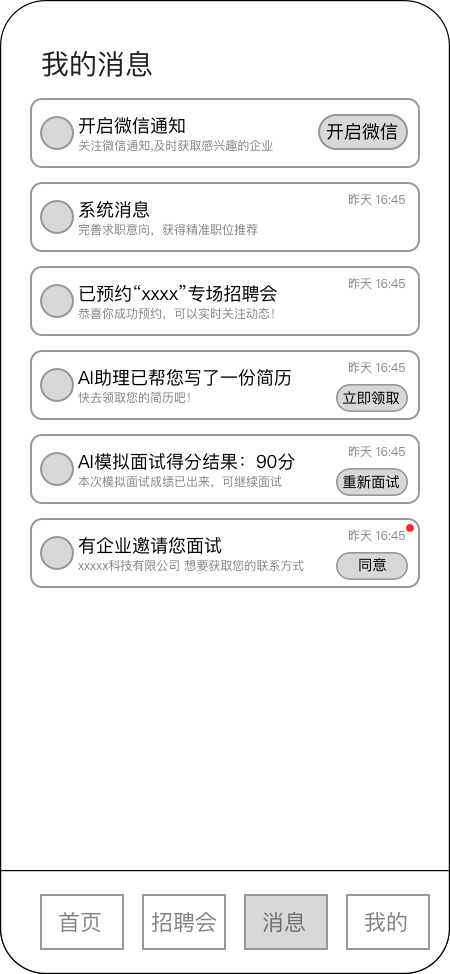 我的消息
开启微信通知
关注微信通知,及时获取感兴趣的企业
开启微信
昨天 16:45
系统消息
完善求职意向，获得精准职位推荐
昨天 16:45
已预约“xxxx”专场招聘会
恭喜你成功预约，可以实时关注动态！
昨天 16:45
AI助理已帮您写了一份简历
快去领取您的简历吧！
立即领取
昨天 16:45
AI模拟面试得分结果：90分
本次模拟面试成绩已出来，可继续面试
重新面试
昨天 16:45
有企业邀请您面试
xxxxx科技有限公司 想要获取您的联系方式
同意
首页
招聘会
消息
我的